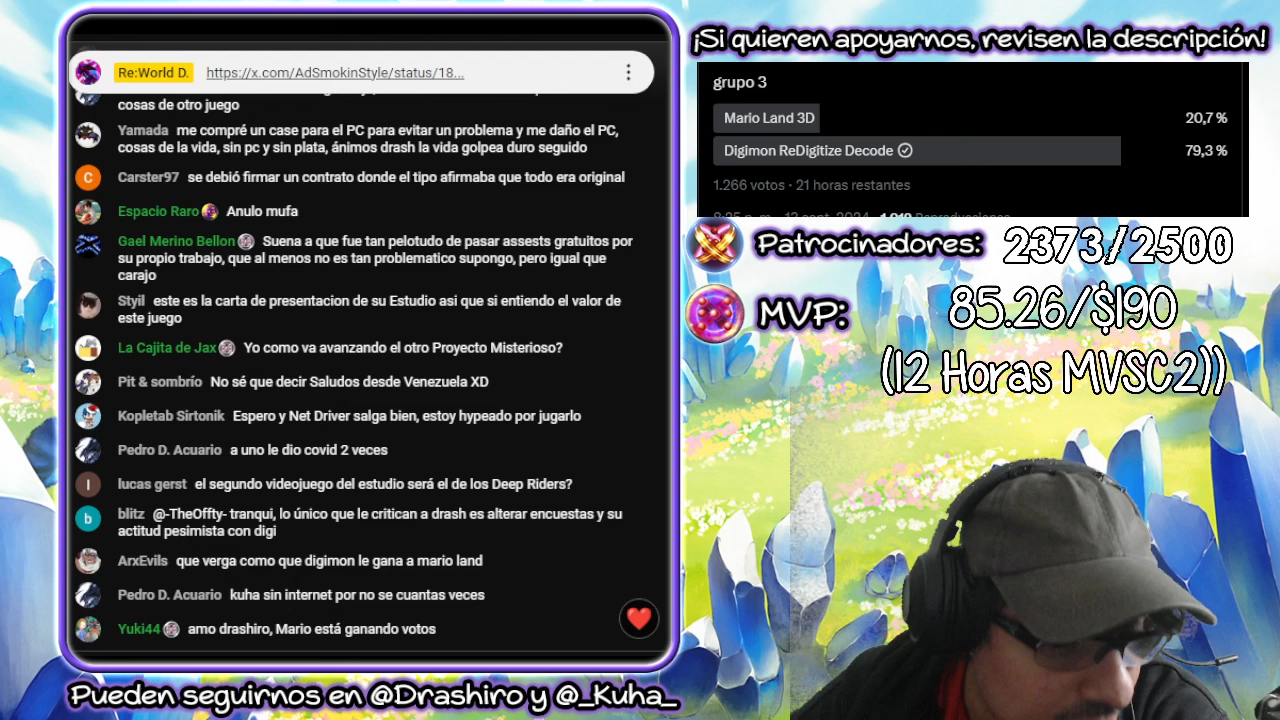 Re:World D. https://x.com/AdSmokinStyle/status/18...
cosas de otro juego
Yamada me compré un case para el PC para evitar un problema y me daño el PC,
cosas de la vida, sin pc y sin plata, ánimos drash la vida golpea duro seguido
C Carster97 se debió firmar un contrato donde el tipo afirmaba que todo era original
Espacio Raro Anulo mufa
Gael Merino Bellon Suena a que fue tan pelotudo de pasar assests gratuitos por
su propio trabajo, que al menos no es tan problematico supongo, pero igual que
carajo
Styil este es la carta de presentacion de su Estudio asi que si entiendo el valor de
este juego
La Cajita de Jax Yo como va avanzando el otro Proyecto Misterioso?
Pit & sombrío No sé que decir Saludos desde Venezuela XD
Kopletab Sirtonik Espero y Net Driver salga bien, estoy hypeado por jugarlo
Pedro D. Acuario a uno le dio covid 2 veces
l lucas gerst el segundo videojuego del estudio será el de los Deep Riders?
b blitz @-TheOffty- tranqui, lo único que le critican a drash es alterar encuestas y su
actitud pesimista con digi
ArxEvils que verga como que digimon le gana a mario land
Pedro D. Acuario kuha sin internet por no se cuantas veces
Yuki44 amo drashiro, Mario está ganando votos
Pueden seguirnos en @Drashiro y @_Kuha_
¡Si quieren apoyarnos, revisen la descripción!
grupo 3
Mario Land 3D 20,7 %
Digimon ReDigitize Decode 79,3 %
1.266 votos · 21 horas restantes
Patrocinadores: 2373/2500
MVP: 85.26/$190
(12 Horas MVSC2))